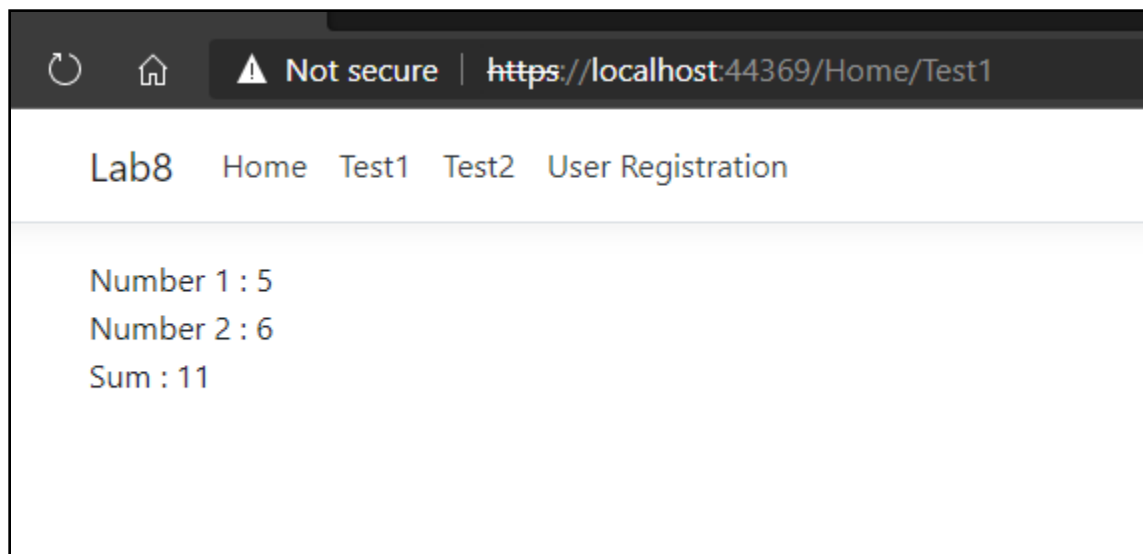 Not secure | https://localhost:44369/Home/Test1
Lab8 Home Test1 Test2 User Registration
Number 1 : 5
Number 2 : 6
Sum : 11